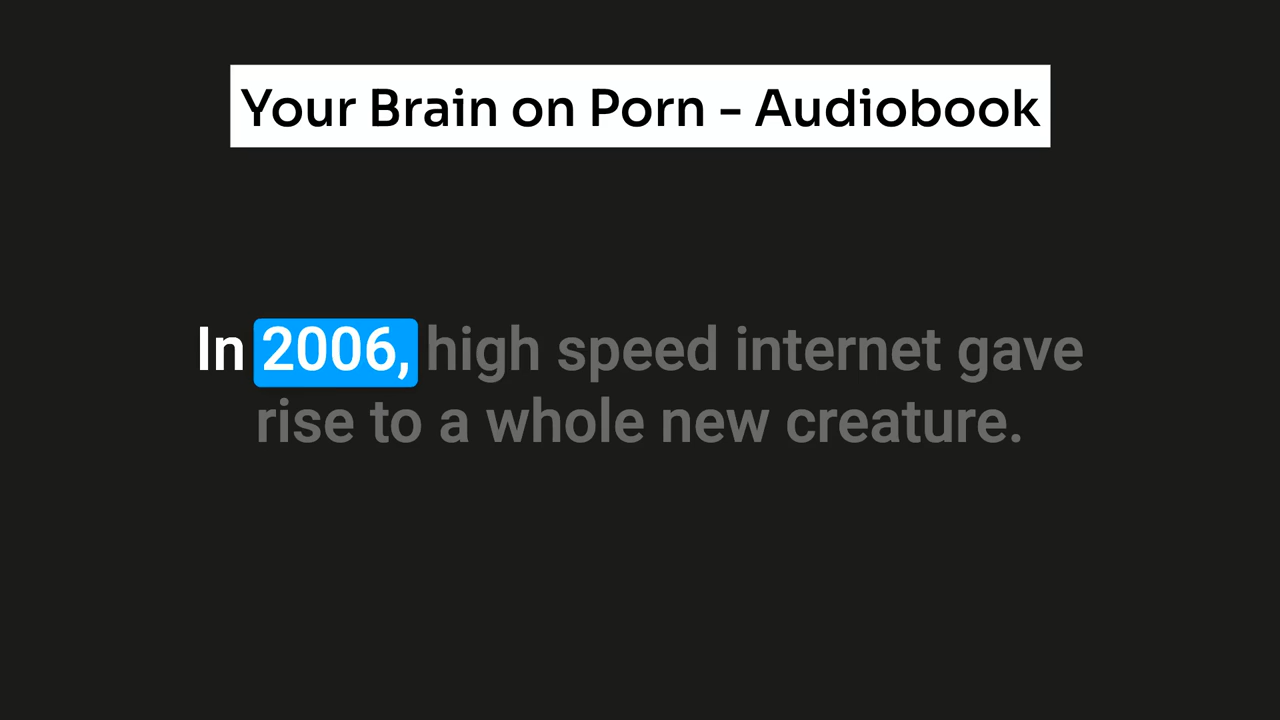 Your Brain on Porn - Audiobook
In 2006, high speed internet gave
rise to a whole new creature.